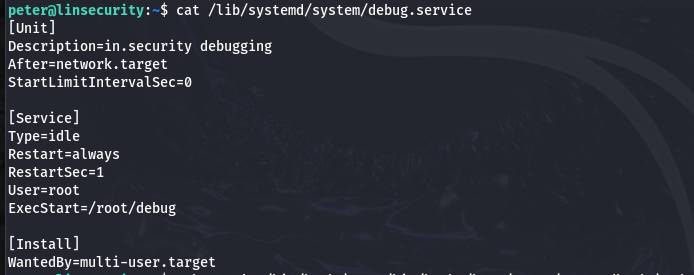 peter@linsecurity:~$ cat /lib/systemd/system/debug.service
[Unit]
Description=in.security debugging
After=network.target
StartLimitIntervalSec=0

[Service]
Type=idle
Restart=always
RestartSec=1
User=root
ExecStart=/root/debug

[Install]
WantedBy=multi-user.target